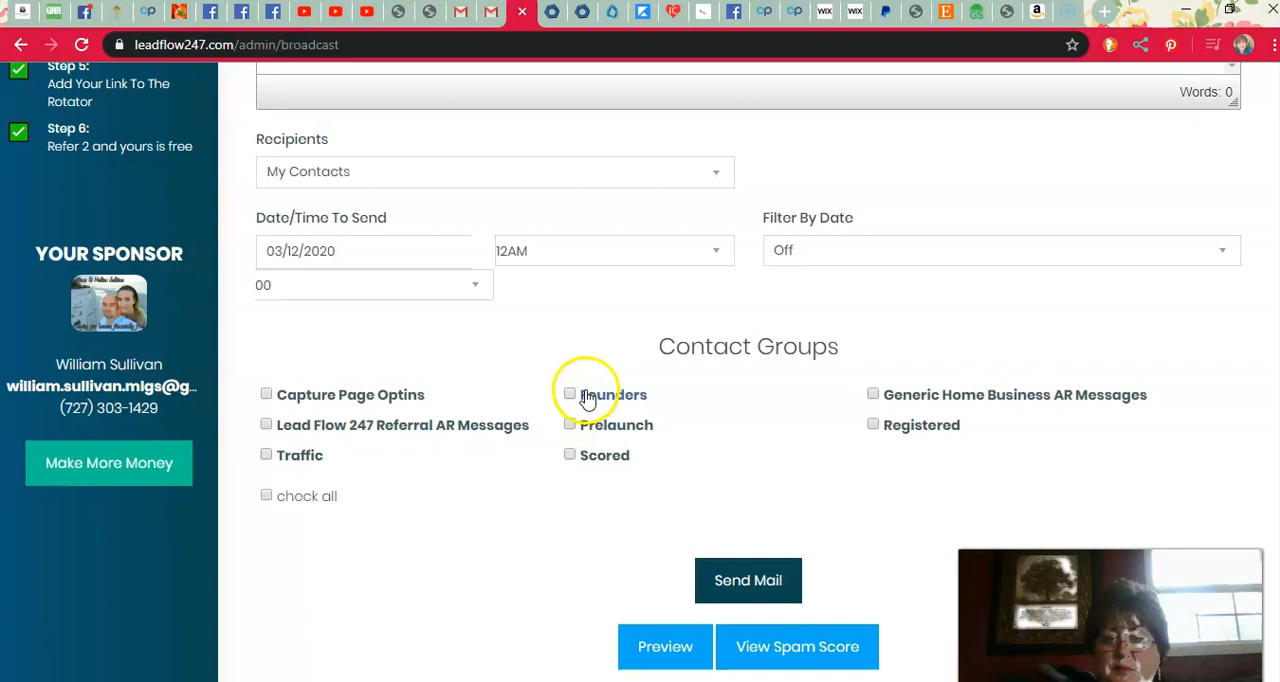 leadflow247.com/admin/broadcast
Step 5:
Add Your Link To The
Rotator
Step 6:
Refer 2 and yours is free
YOUR SPONSOR
William Sullivan
william.sullivan.mlgs@g...
(727) 303-1429
Make More Money
Words: 0
Recipients
My Contacts
Date/Time To Send
Filter By Date
03/12/2020
12AM
Off
00
Contact Groups
Capture Page Optins
Founders
Generic Home Business AR Messages
Lead Flow 247 Referral AR Messages
Prelaunch
Registered
Traffic
Scored
check all
Send Mail
Preview
View Spam Score